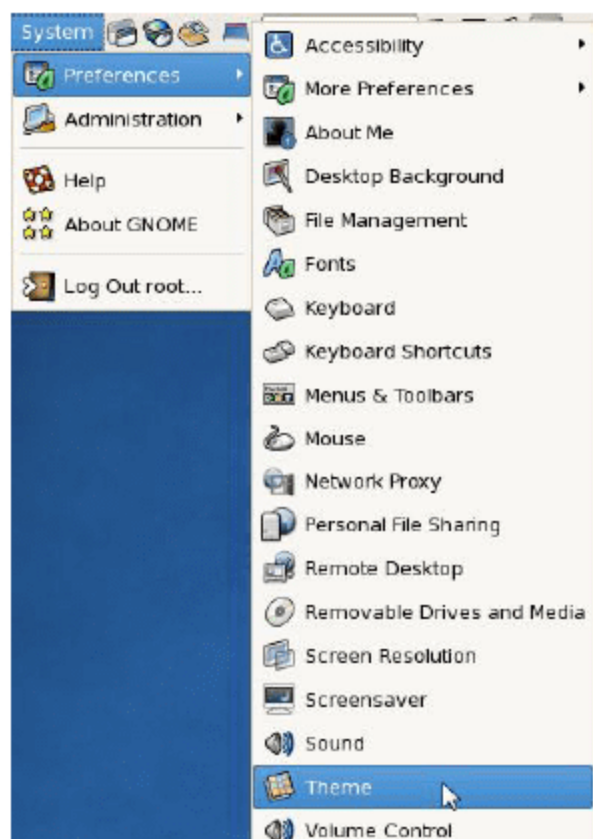 System
Preferences
Administration
Help
About GNOME
Log Out root...
Accessibility
More Preferences
About Me
Desktop Background
File Management
Fonts
Keyboard
Keyboard Shortcuts
Menus & Toolbars
Mouse
Network Proxy
Personal File Sharing
Remote Desktop
Removable Drives and Media
Screen Resolution
Screensaver
Sound
Theme
Volume Control